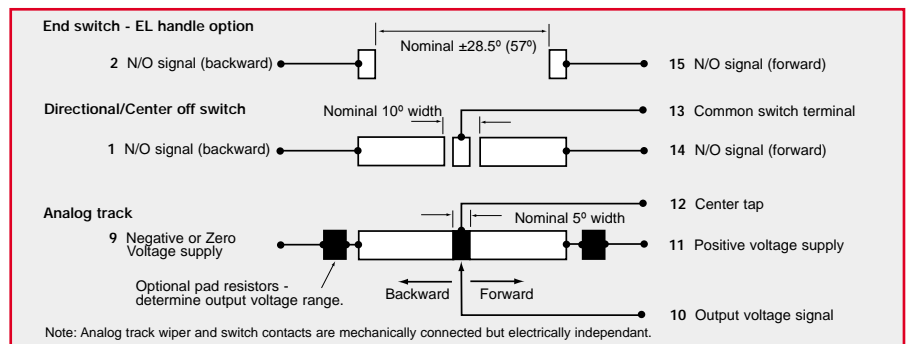 End switch - EL handle option
Nominal ±28.5º (57º)
2 N/O signal (backward)
15 N/O signal (forward)
Directional/Center off switch
Nominal 10º width
13 Common switch terminal
1 N/O signal (backward)
14 N/O signal (forward)
Analog track
12 Center tap
Nominal 5º width
9 Negative or Zero
Voltage supply
11 Positive voltage supply
Optional pad resistors -
determine output voltage range.
Backward
Forward
10 Output voltage signal
Note: Analog track wiper and switch contacts are mechanically connected but electrically independant.